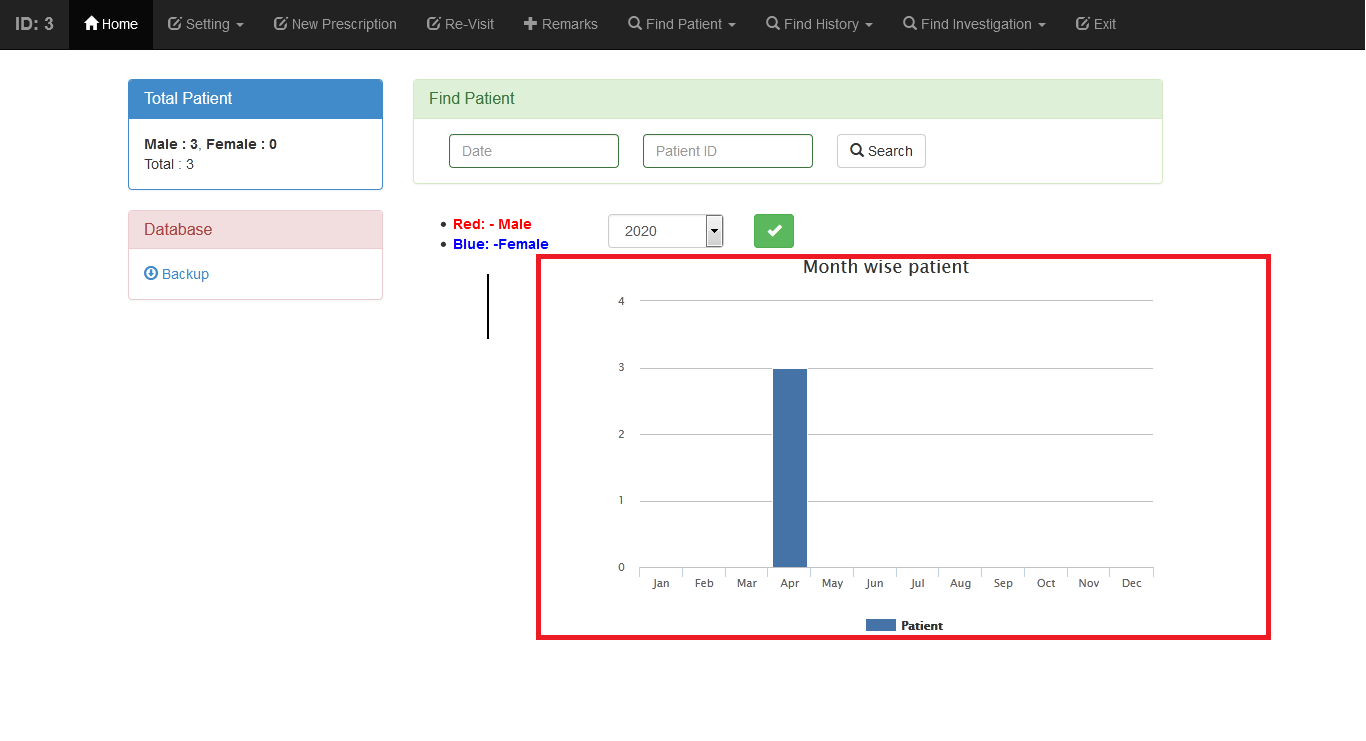 ID: 3 Home Setting New Prescription Re-Visit Remarks Find Patient Find History Find Investigation Exit
Total Patient
Male : 3, Female : 0
Total : 3
Database
Backup
Find Patient
Date Patient ID Search
Red: - Male
Blue: -Female
2020
Month wise patient
4
3
2
1
0
Jan Feb Mar Apr May Jun Jul Aug Sep Oct Nov Dec
Patient